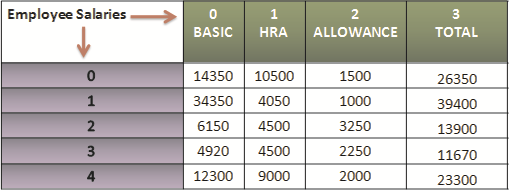 Employee Salaries 0 1 2 3
BASIC HRA ALLOWANCE TOTAL
0 14350 10500 1500 26350
1 34350 4050 1000 39400
2 6150 4500 3250 13900
3 4920 4500 2250 11670
4 12300 9000 2000 23300